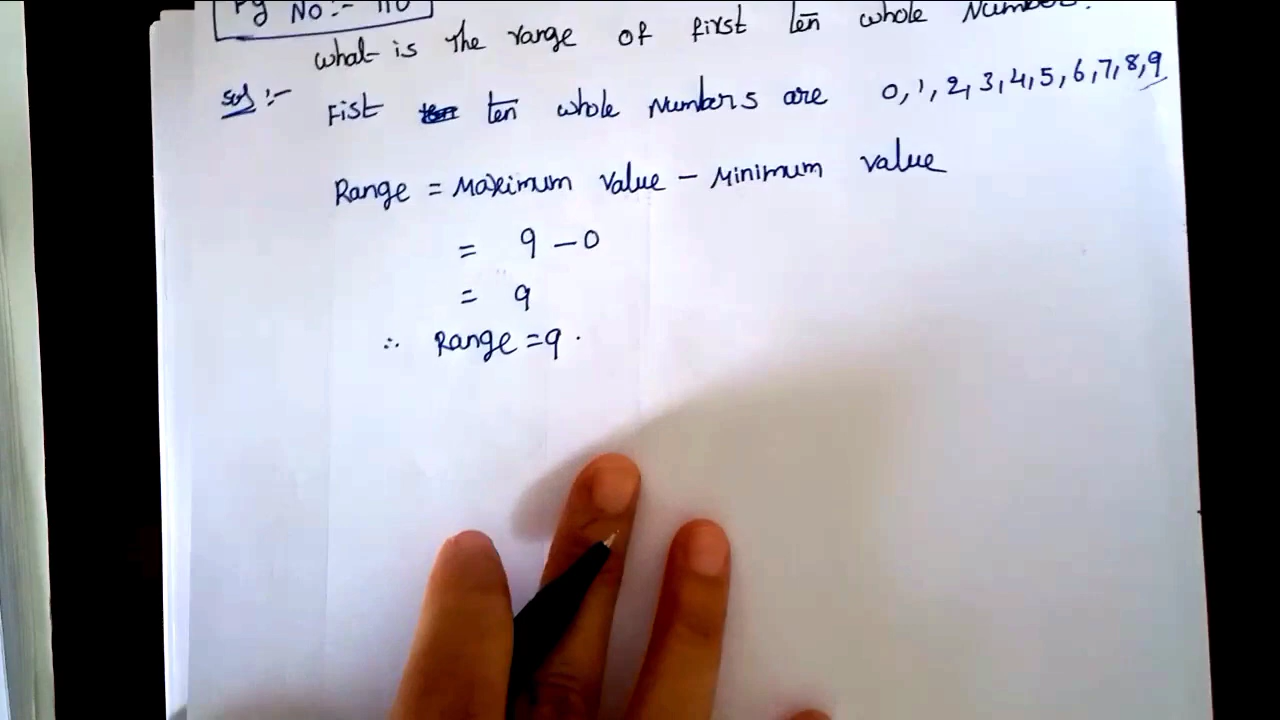 Pg No:- 110
What is the range of first ten whole Numbers.
Sol:-
Fist ten whole Numbers are 0,1,2,3,4,5,6,7,8,9
Range = Maximum value - Minimum value
= 9-0
= 9
∴ Range=9.